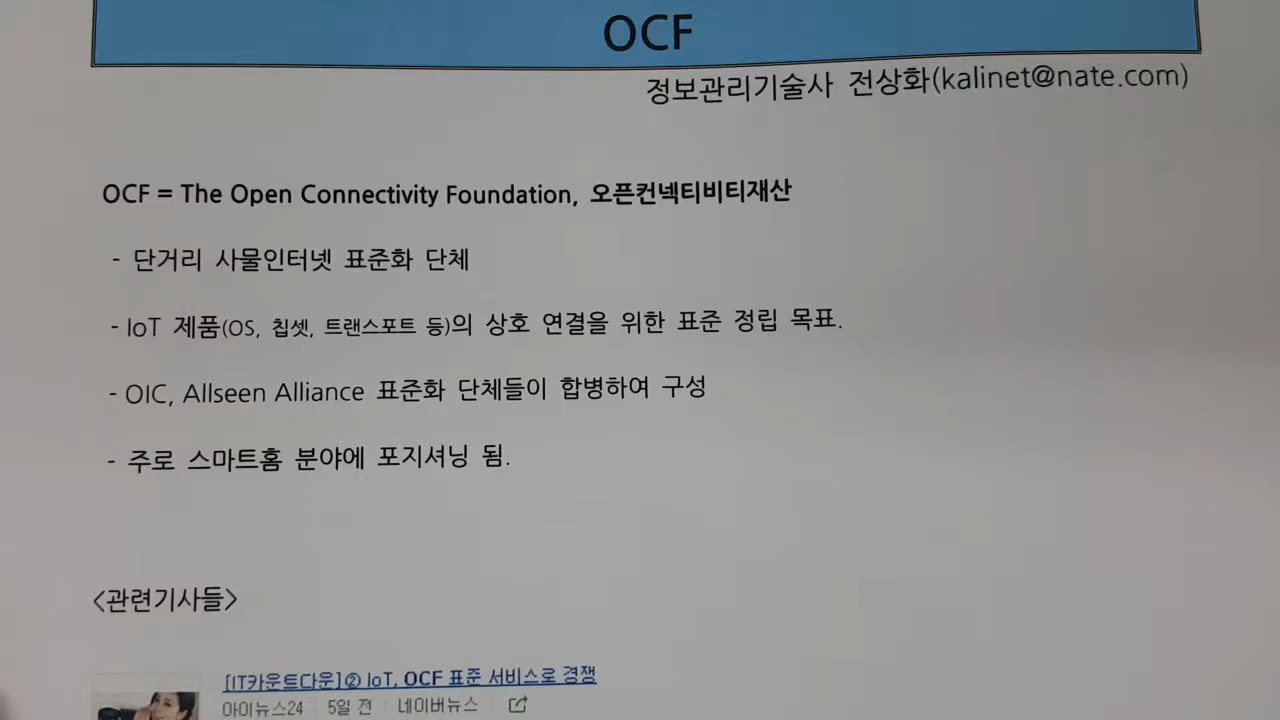 OCF
정보관리기술사 전상화(kalinet@nate.com)
OCF = The Open Connectivity Foundation, 오픈컨넥티비티재산
- 단거리 사물인터넷 표준화 단체
- IoT 제품(OS, 칩셋, 트랜스포트 등)의 상호 연결을 위한 표준 정립 목표.
- OIC, Allseen Alliance 표준화 단체들이 합병하여 구성
- 주로 스마트홈 분야에 포지셔닝 됨.
<관련기사들>
[IT카운트다운]② IoT, OCF 표준 서비스로 경쟁
아이뉴스24 5일 전 네이버뉴스